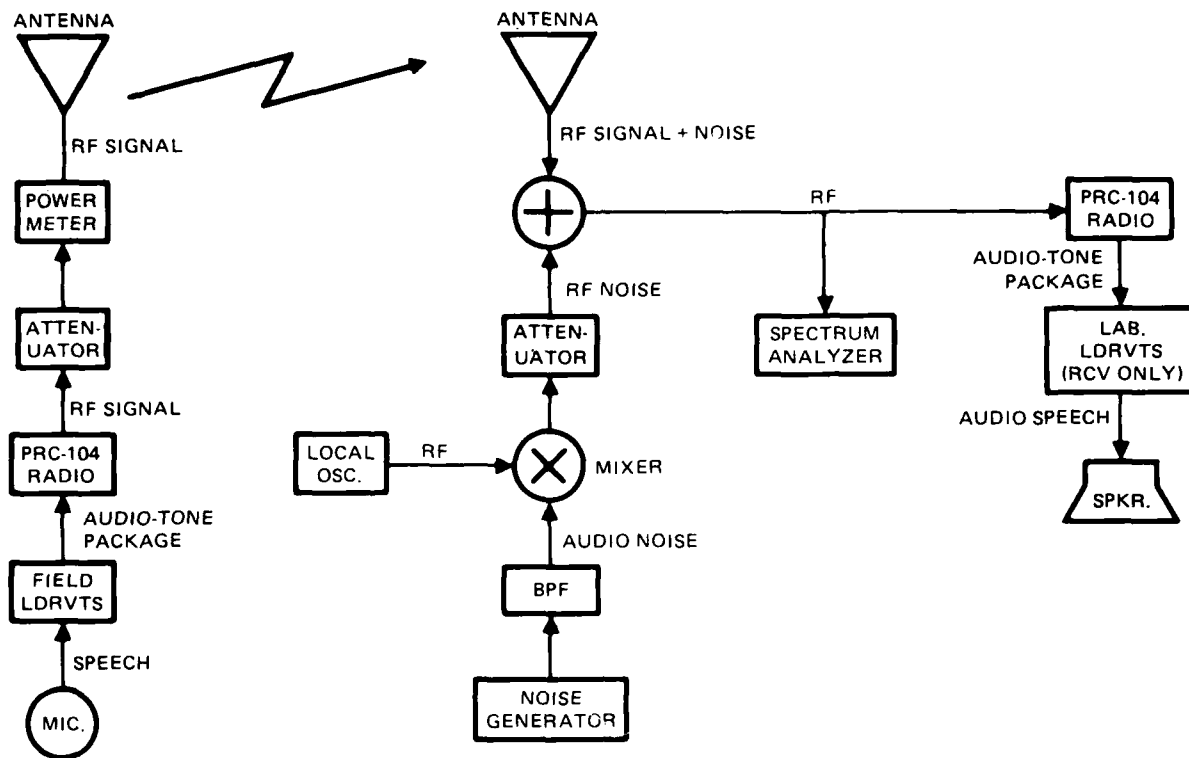 ANTENNA
RF SIGNAL
POWER
METER
ATTEN-
UATOR
RF SIGNAL
PRC-104
RADIO
AUDIO-TONE
PACKAGE
FIELD
LDRVTS
SPEECH
MIC.
ANTENNA
RF SIGNAL + NOISE
RF NOISE
ATTEN-
UATOR
LOCAL
OSC.
RF
MIXER
AUDIO NOISE
BPF
NOISE
GENERATOR
RF
SPECTRUM
ANALYZER
PRC-104
RADIO
AUDIO-TONE
PACKAGE
LAB.
LDRVTS
(RCV ONLY)
AUDIO SPEECH
SPKR.